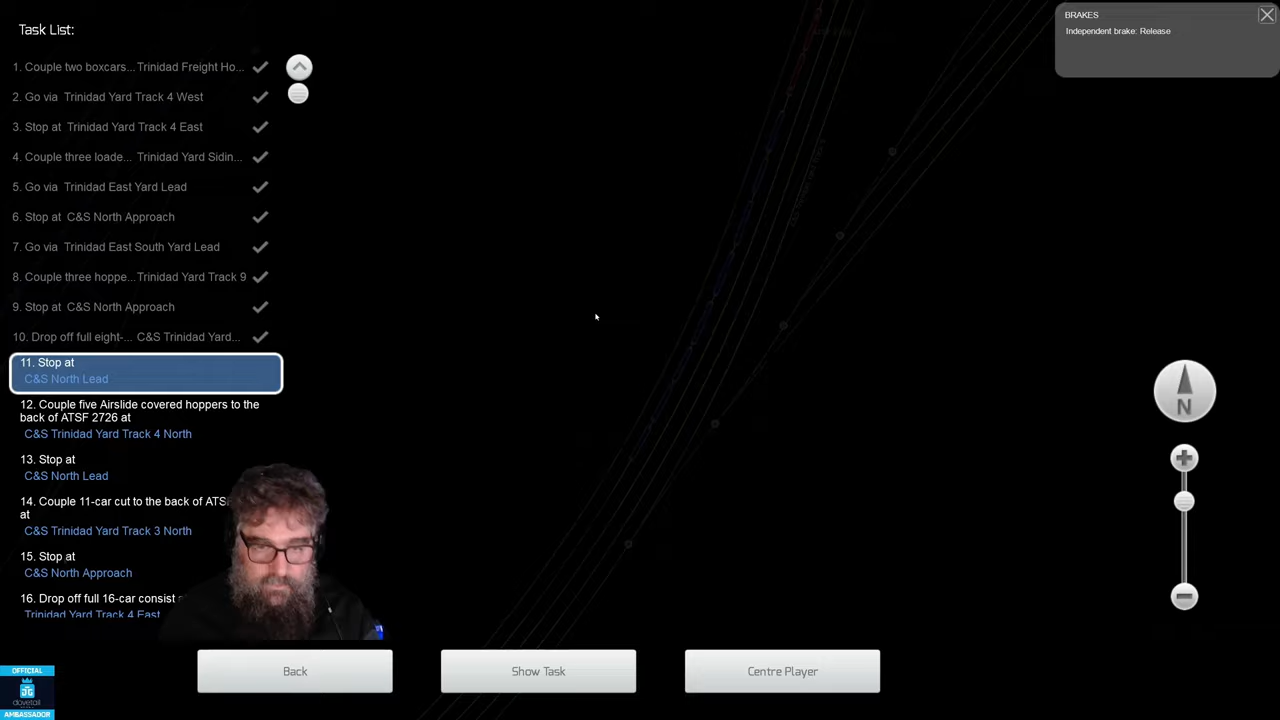 Task List:
1. Couple two boxcars... Trinidad Freight Ho...
2. Go via Trinidad Yard Track 4 West
3. Stop at Trinidad Yard Track 4 East
4. Couple three loade... Trinidad Yard Sidin...
5. Go via Trinidad East Yard Lead
6. Stop at C&S North Approach
7. Go via Trinidad East South Yard Lead
8. Couple three hoppe... Trinidad Yard Track 9
9. Stop at C&S North Approach
10. Drop off full eight-... C&S Trinidad Yard...
11. Stop at
C&S North Lead
12. Couple five Airslide covered hoppers to the
back of ATSF 2726 at
C&S Trinidad Yard Track 4 North
13. Stop at
C&S North Lead
14. Couple 11-car cut to the back of ATS
at
C&S Trinidad Yard Track 3 North
15. Stop at
C&S North Approach
16. Drop off full 16-car consist
Trinidad Yard Track 4 East
BRAKES
Independent brake: Release
N
Back
Show Task
Centre Player
OFFICIAL
dovetail
AMBASSADOR